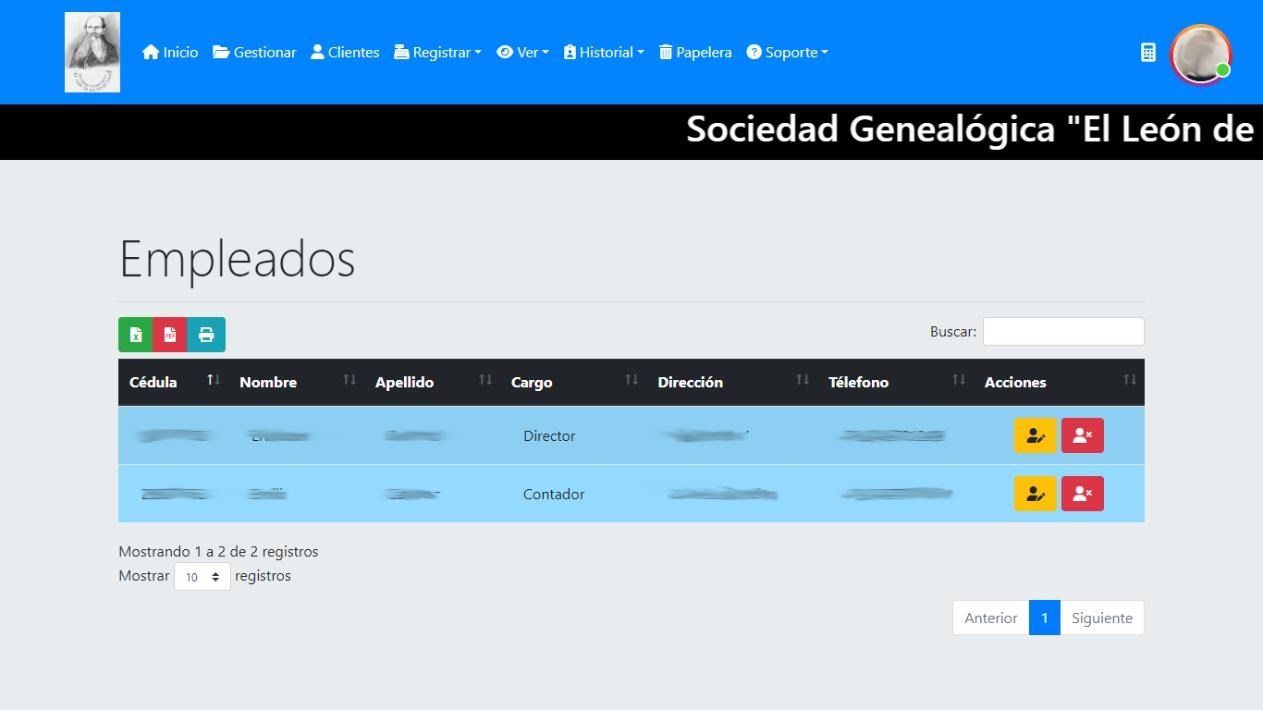 Inicio Gestionar Clientes Registrar Ver Historial Papelera Soporte
Sociedad Genealógica "El León de
Empleados
Buscar:
Cédula Nombre Apellido Cargo Dirección Télefono Acciones
Director
Contador
Mostrando 1 a 2 de 2 registros
Mostrar 10 registros
Anterior 1 Siguiente